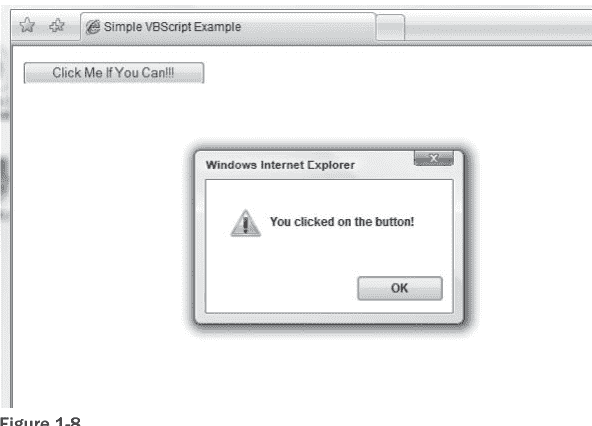 Simple VBScript Example
Click Me If You Can!!!
Windows Internet Explorer
You clicked on the button!
OK
Figure 1-8